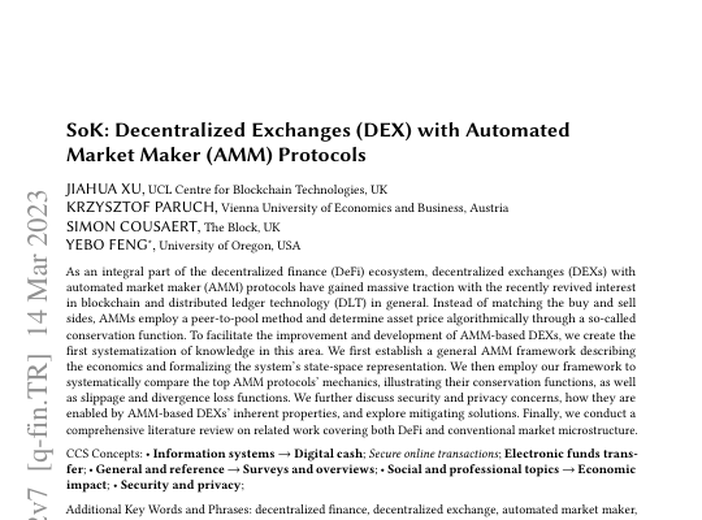 SoK: Decentralized Exchanges (DEX) with Automated
Market Maker (AMM) Protocols
JIAHUA XU, UCL Centre for Blockchain Technologies, UK
KRZYSZTOF PARUCH, Vienna University of Economics and Business, Austria
SIMON COUSAERT, The Block, UK
YEBO FENG*, University of Oregon, USA
As an integral part of the decentralized finance (DeFi) ecosystem, decentralized exchanges (DEXs) with
automated market maker (AMM) protocols have gained massive traction with the recently revived interest
in blockchain and distributed ledger technology (DLT) in general. Instead of matching the buy and sell
sides, AMMs employ a peer-to-pool method and determine asset price algorithmically through a so-called
conservation function. To facilitate the improvement and development of AMM-based DEXs, we create the
first systematization of knowledge in this area. We first establish a general AMM framework describing
the economics and formalizing the system's state-space representation. We then employ our framework to
systematically compare the top AMM protocols' mechanics, illustrating their conservation functions, as well
as slippage and divergence loss functions. We further discuss security and privacy concerns, how they are
enabled by AMM-based DEXs' inherent properties, and explore mitigating solutions. Finally, we conduct a
comprehensive literature review on related work covering both DeFi and conventional market microstructure.
CCS Concepts: • Information systems → Digital cash; Secure online transactions; Electronic funds trans-
fer; • General and reference → Surveys and overviews; • Social and professional topics → Economic
impact; • Security and privacy;
Additional Key Words and Phrases: decentralized finance, decentralized exchange, automated market maker,
2v7 [q-fin.TR] 14 Mar 2023